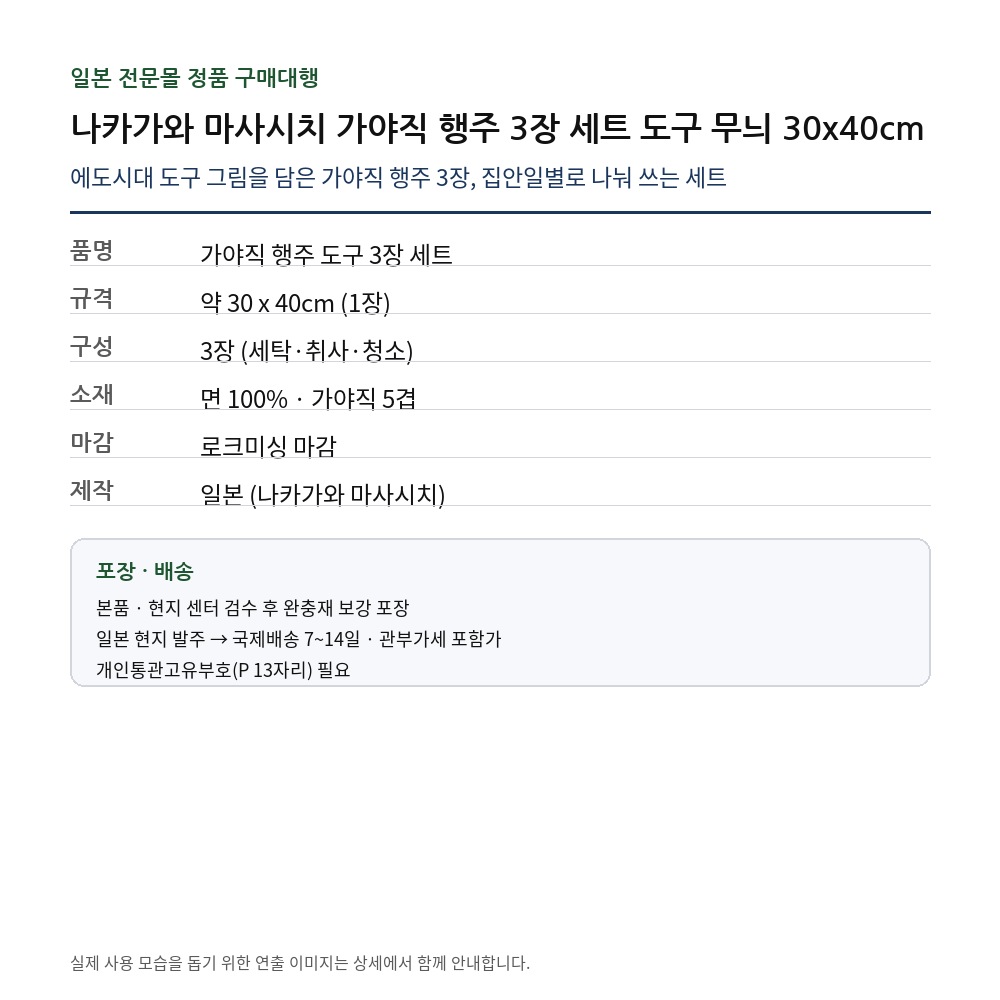 일본 전문몰 정품 구매대행
나카가와 마사시치 가야직 행주 3장 세트 도구 무늬 30x40cm
에도시대 도구 그림을 담은 가야직 행주 3장, 집안일별로 나눠 쓰는 세트
품명 가야직 행주 도구 3장 세트
규격 약 30 x 40cm (1장)
구성 3장 (세탁·취사·청소)
소재 면 100% · 가야직 5겹
마감 로크미싱 마감
제작 일본 (나카가와 마사시치)
포장 · 배송
본품 · 현지 센터 검수 후 완충재 보강 포장
일본 현지 발주 → 국제배송 7~14일 · 관부가세 포함가
개인통관고유부호(P 13자리) 필요
실제 사용 모습을 돕기 위한 연출 이미지는 상세에서 함께 안내합니다.